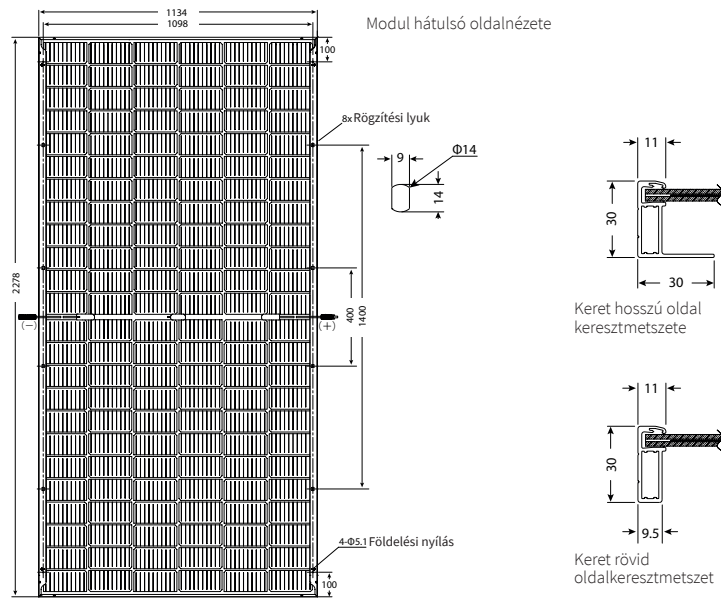 Modul hátulsó oldalnézete
1134
1098
100
8x Rögzítési lyuk
9
Φ14
14
2278
400
1400
(−)
(+)
4-Φ5.1 Földelési nyílás
100
11
30
30
Keret hosszú oldal
keresztmetszete
11
30
9.5
Keret rövid
oldalkeresztmetszet